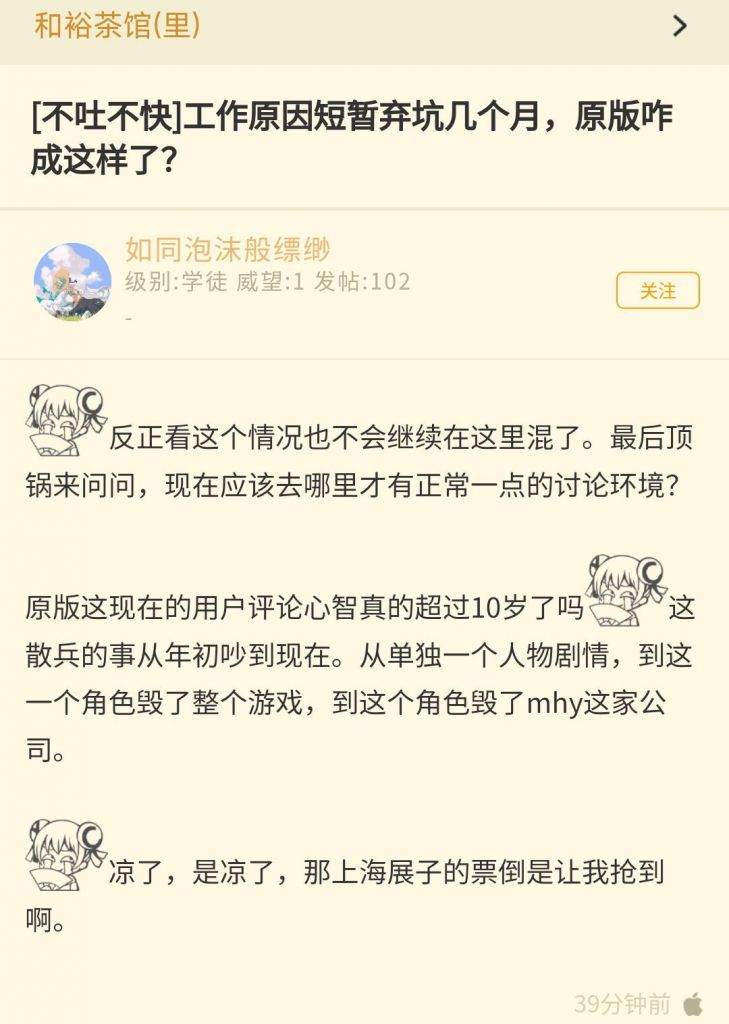 和裕茶馆(里)
[不吐不快]工作原因短暂弃坑几个月，原版咋
成这样了？
如同泡沫般缥缈
级别:学徒 威望:1 发帖:102
-
关注
反正看这个情况也不会继续在这里混了。最后顶
锅来问问，现在应该去哪里才有正常一点的讨论环境？
原版这现在的用户评论心智真的超过10岁了吗 这
散兵的事从年初吵到现在。从单独一个人物剧情，到这
一个角色毁了整个游戏，到这个角色毁了mhy这家公
司。
凉了，是凉了，那上海展子的票倒是让我抢到
啊。
39分钟前